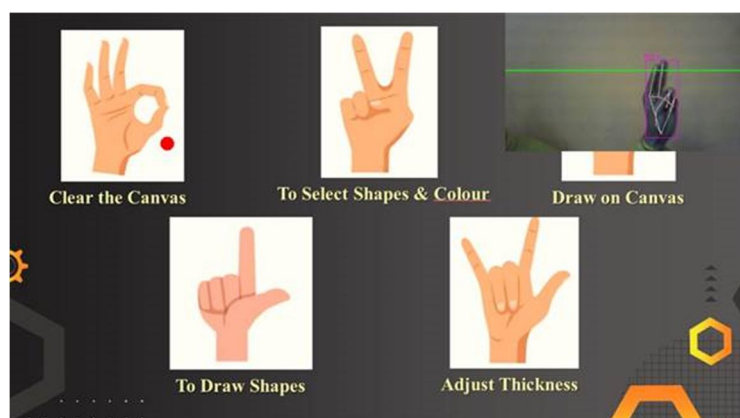 Clear the Canvas
To Select Shapes & Colour
Draw on Canvas
To Draw Shapes
Adjust Thickness